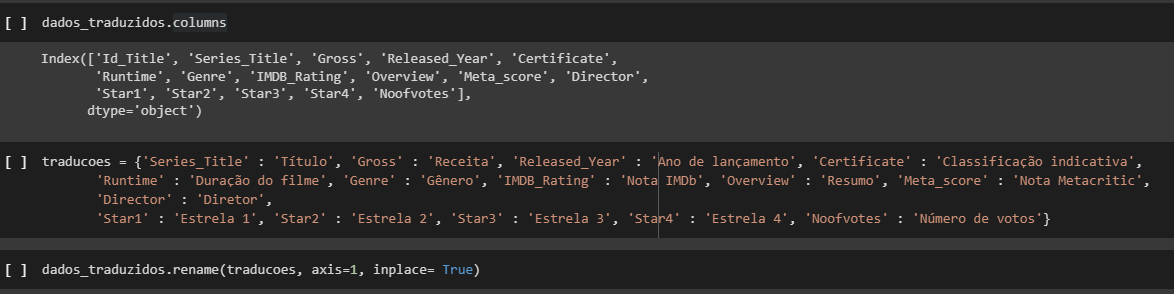 [ ] dados_traduzidos.columns
Index(['Id_Title', 'Series_Title', 'Gross', 'Released_Year', 'Certificate',
'Runtime', 'Genre', 'IMDB_Rating', 'Overview', 'Meta_score', 'Director',
'Star1', 'Star2', 'Star3', 'Star4', 'Noofvotes'],
dtype='object')
[ ] traducoes = {'Series_Title' : 'Título', 'Gross' : 'Receita', 'Released_Year' : 'Ano de lançamento', 'Certificate' : 'Classificação indicativa',
'Runtime' : 'Duração do filme', 'Genre' : 'Gênero', 'IMDB_Rating' : 'Nota IMDb', 'Overview' : 'Resumo', 'Meta_score' : 'Nota Metacritic',
'Director' : 'Diretor',
'Star1' : 'Estrela 1', 'Star2' : 'Estrela 2', 'Star3' : 'Estrela 3', 'Star4' : 'Estrela 4', 'Noofvotes' : 'Número de votos'}
[ ] dados_traduzidos.rename(traducoes, axis=1, inplace= True)